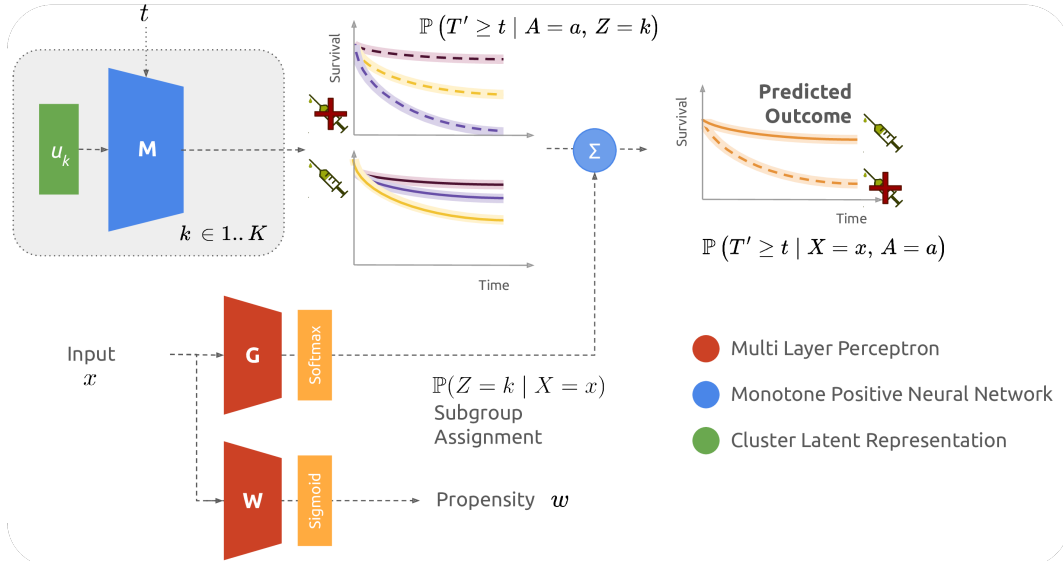 t
u_k
M
k ∈ 1..K
Survival
ℙ (T′ ≥ t | A = a, Z = k)
Time
Σ
Survival
Predicted
Outcome
Time
ℙ (T′ ≥ t | X = x, A = a)
Input
x
G
Softmax
ℙ(Z = k | X = x)
Subgroup
Assignment
W
Sigmoid
Propensity w
Multi Layer Perceptron
Monotone Positive Neural Network
Cluster Latent Representation